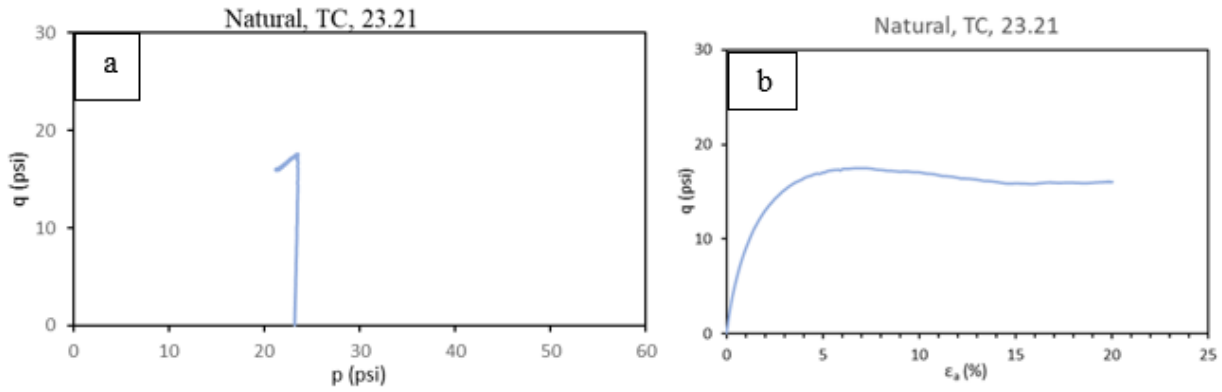 Natural, TC, 23.21
a
30
20
10
0
q (psi)
0 10 20 30 40 50 60
p (psi)
Natural, TC, 23.21
b
30
20
10
0
q (psi)
0 5 10 15 20 25
εa (%)